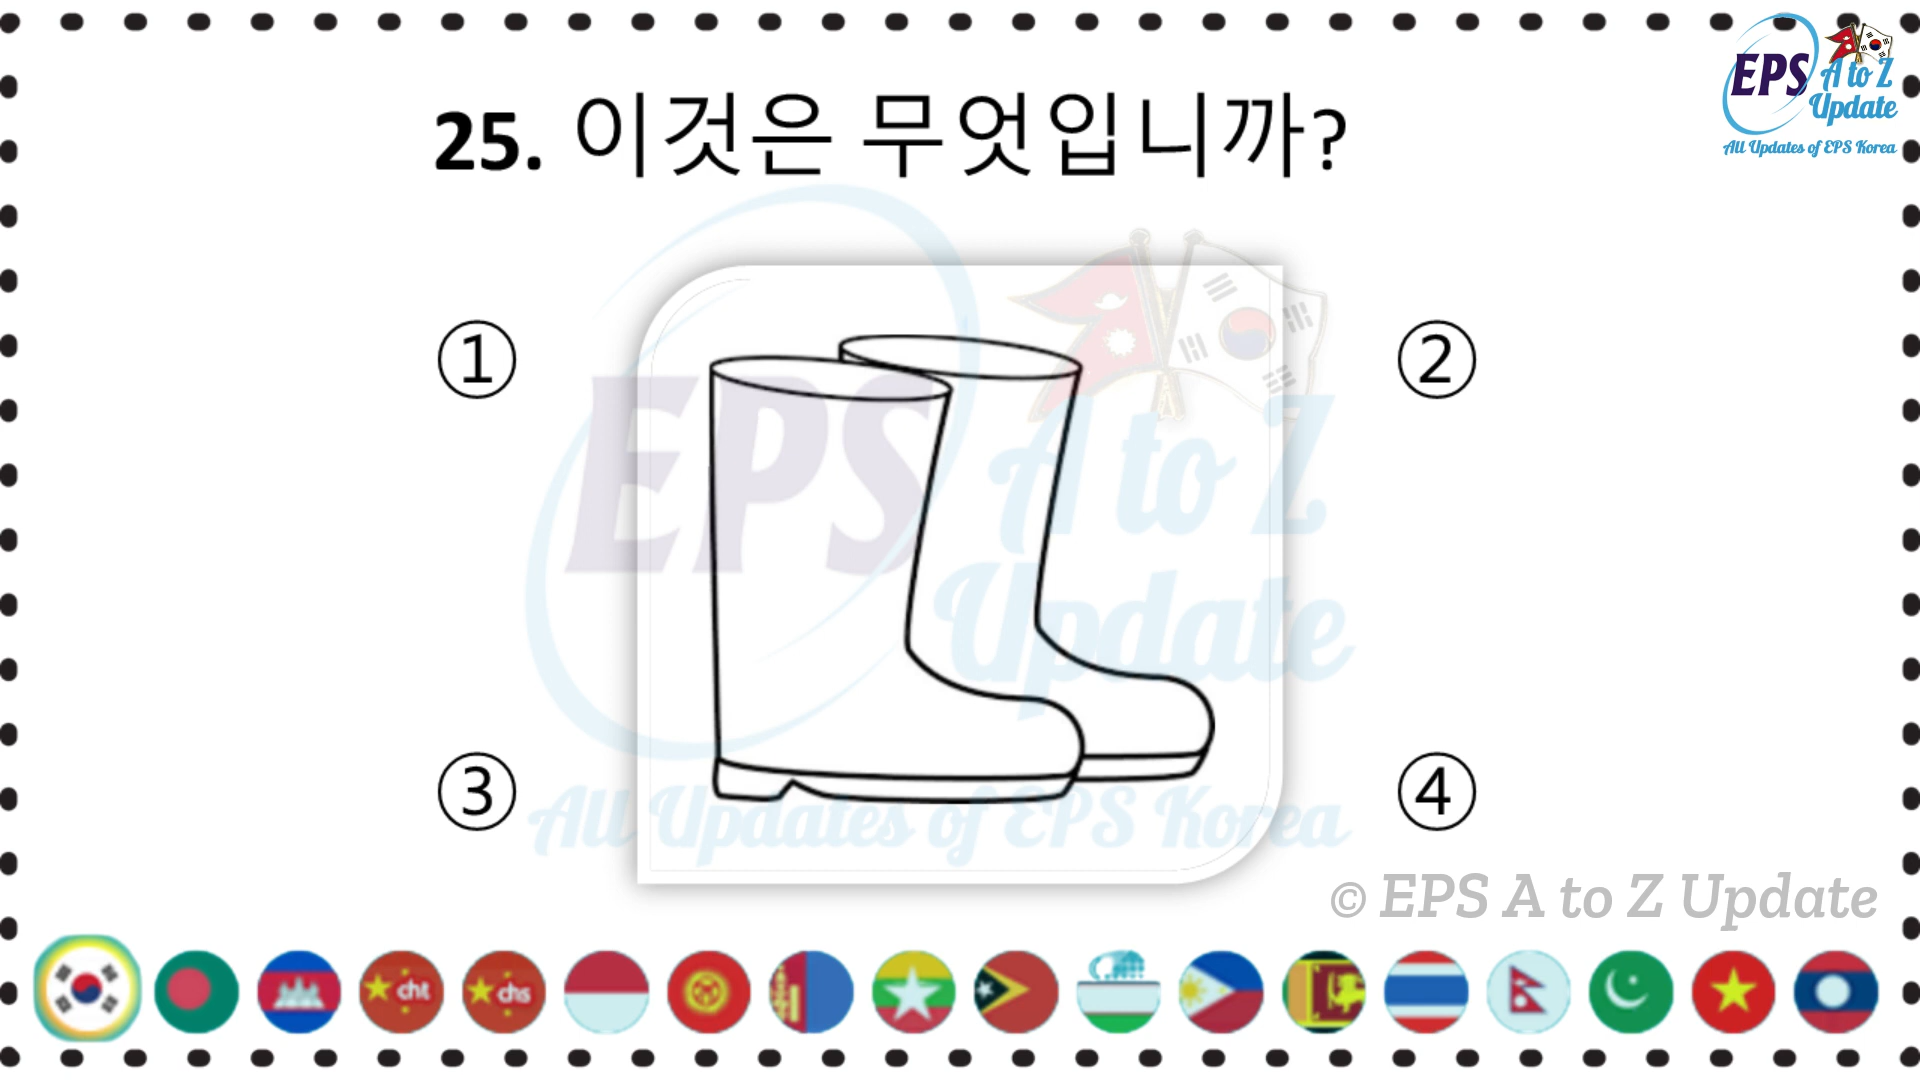 EPS A to Z
Update
All Updates of EPS Korea
25. 이것은 무엇입니까?
①
②
EPS A to Z
Update
③
④
All Updates of EPS Korea
© EPS A to Z Update
cht
chs